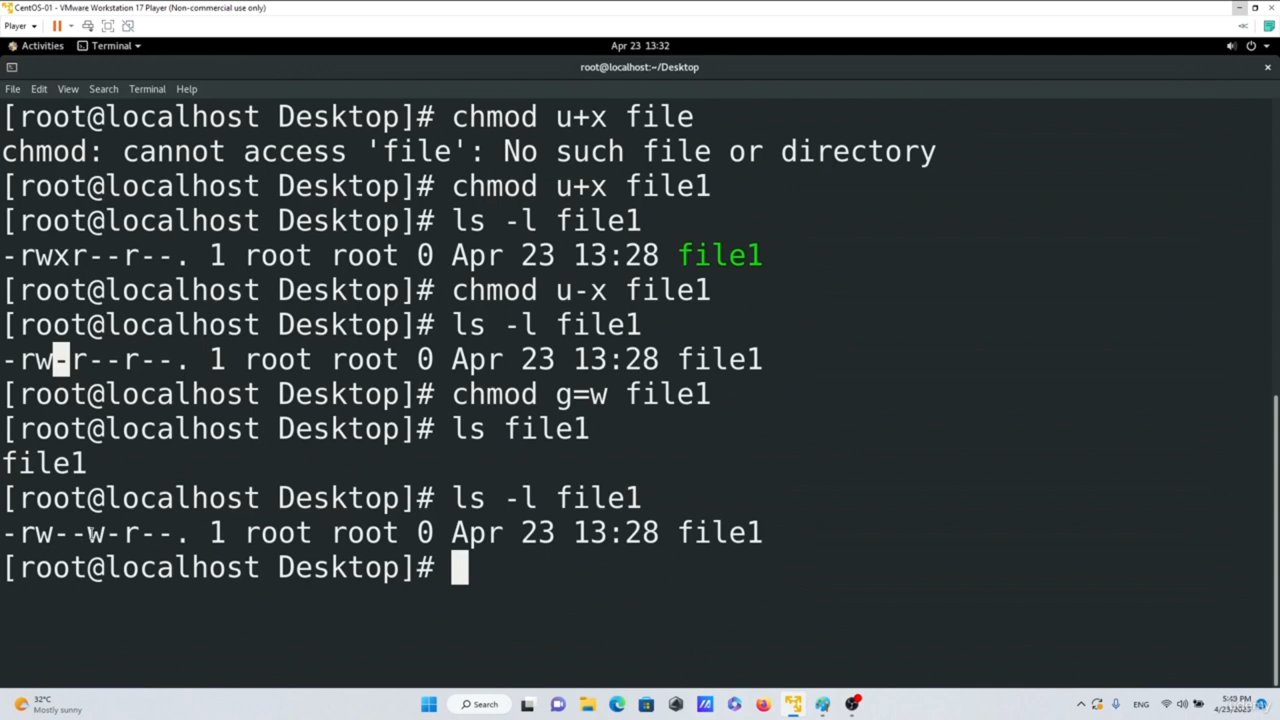 CentOS-01 - VMware Workstation 17 Player (Non-commercial use only)
Player
Activities Terminal Apr 23 13:32
root@localhost:~/Desktop
File Edit View Search Terminal Help
[root@localhost Desktop]# chmod u+x file
chmod: cannot access 'file': No such file or directory
[root@localhost Desktop]# chmod u+x file1
[root@localhost Desktop]# ls -l file1
-rwxr--r--. 1 root root 0 Apr 23 13:28 file1
[root@localhost Desktop]# chmod u-x file1
[root@localhost Desktop]# ls -l file1
-rw-r--r--. 1 root root 0 Apr 23 13:28 file1
[root@localhost Desktop]# chmod g=w file1
[root@localhost Desktop]# ls file1
file1
[root@localhost Desktop]# ls -l file1
-rw--w-r--. 1 root root 0 Apr 23 13:28 file1
[root@localhost Desktop]#
32°C
Mostly sunny
Search
ENG
5:49 PM
4/23/2023